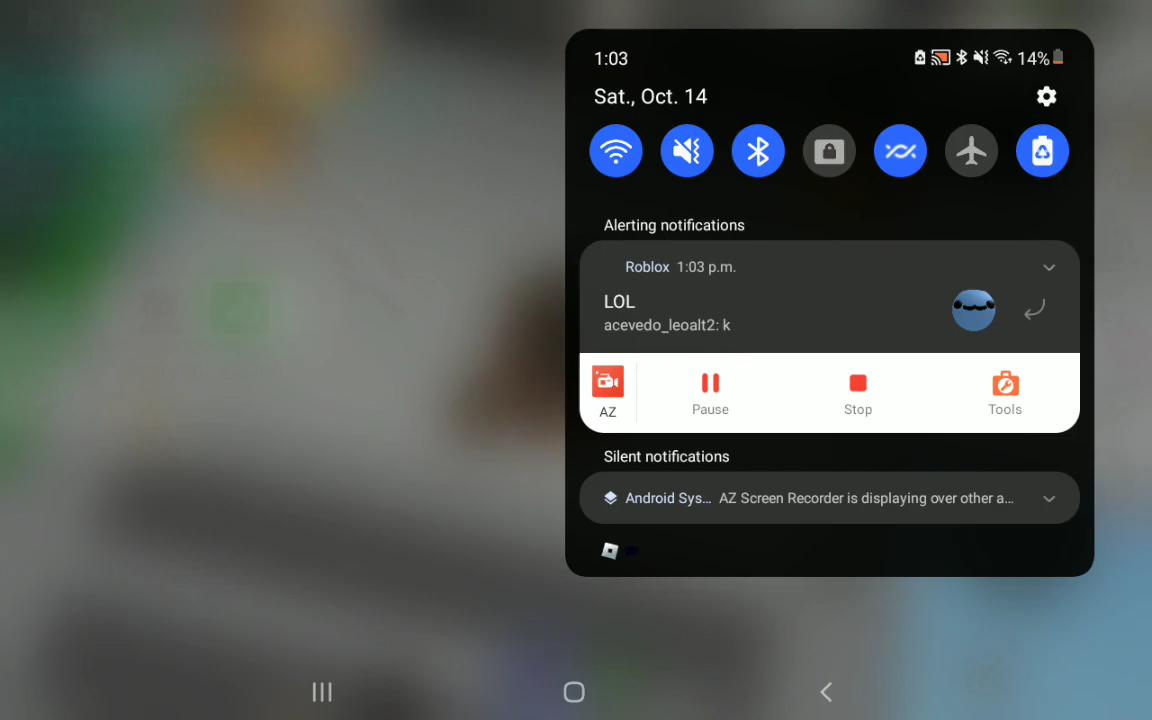 1:03
14%
Sat., Oct. 14
Alerting notifications
Roblox 1:03 p.m.
LOL
acevedo_leoalt2: k
AZ
Pause
Stop
Tools
Silent notifications
Android Sys... AZ Screen Recorder is displaying over other a...